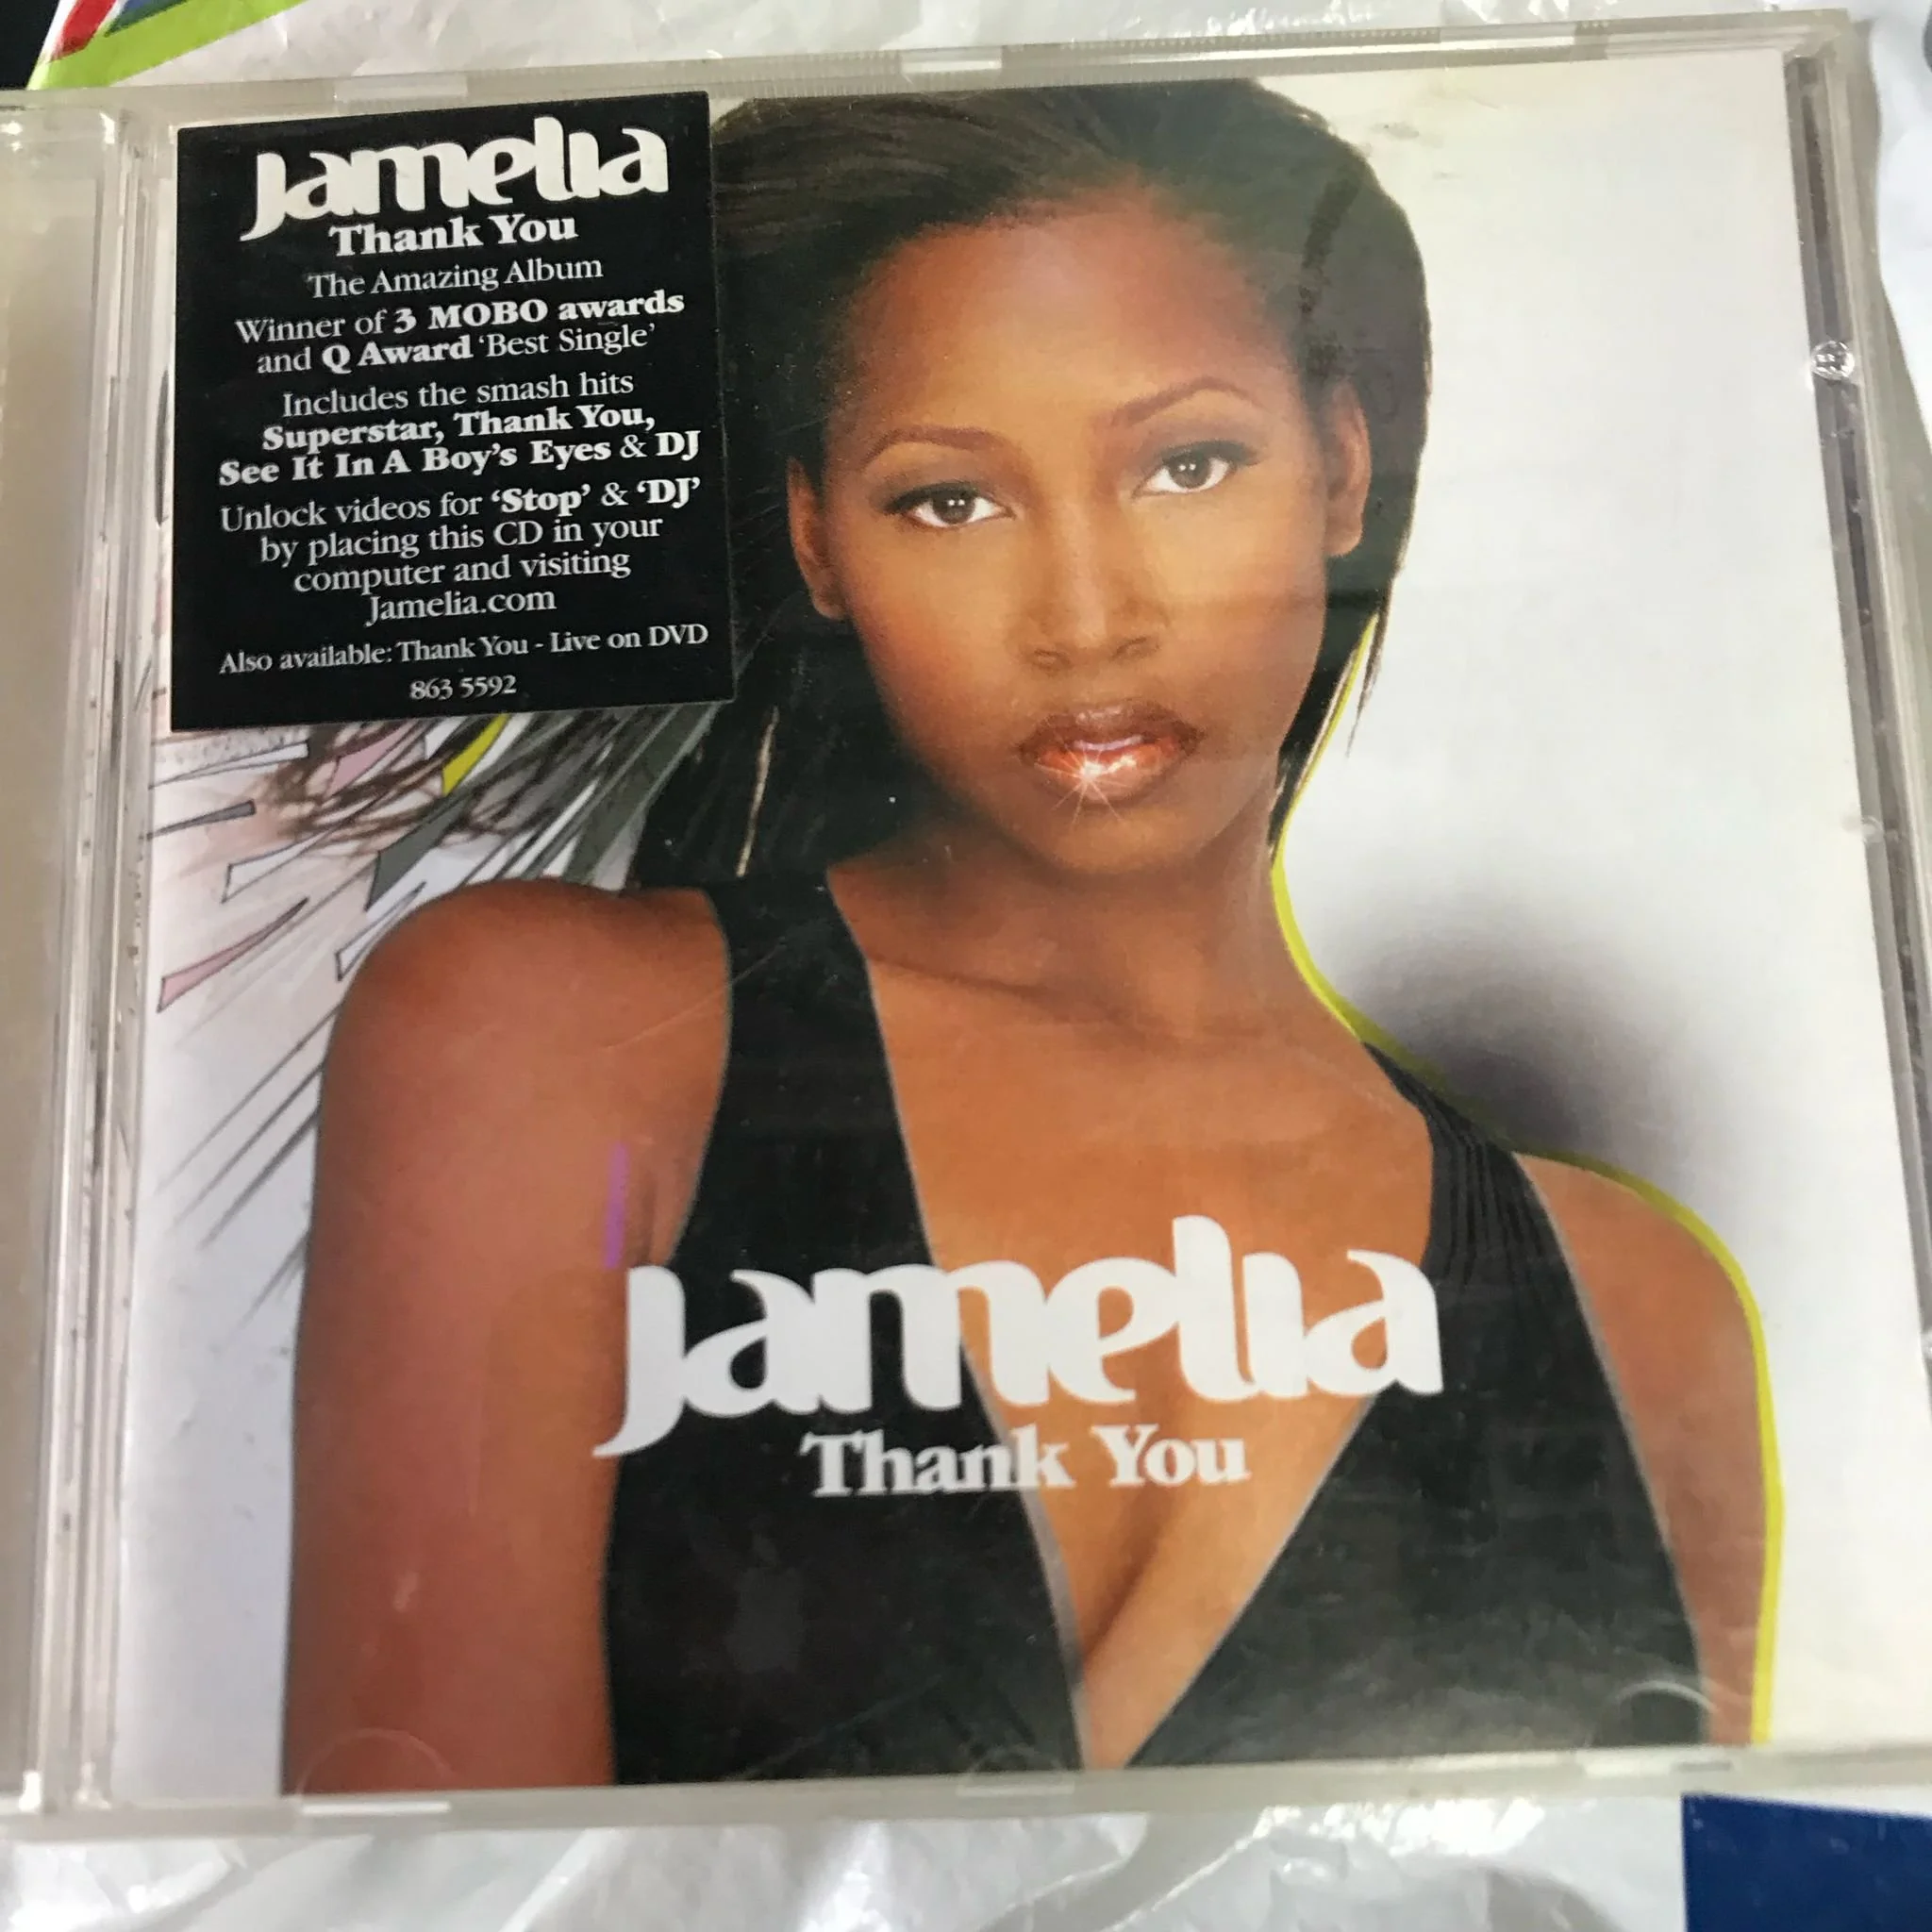 Jamelia
Thank You
The Amazing Album
Winner of 3 MOBO awards
and Q Award ‘Best Single’
Includes the smash hits
Superstar, Thank You,
See It In A Boy’s Eyes & DJ
Unlock videos for ‘Stop’ & ‘DJ’
by placing this CD in your
computer and visiting
Jamelia.com
Also available: Thank You - Live on DVD
863 5592
Jamelia
Thank You